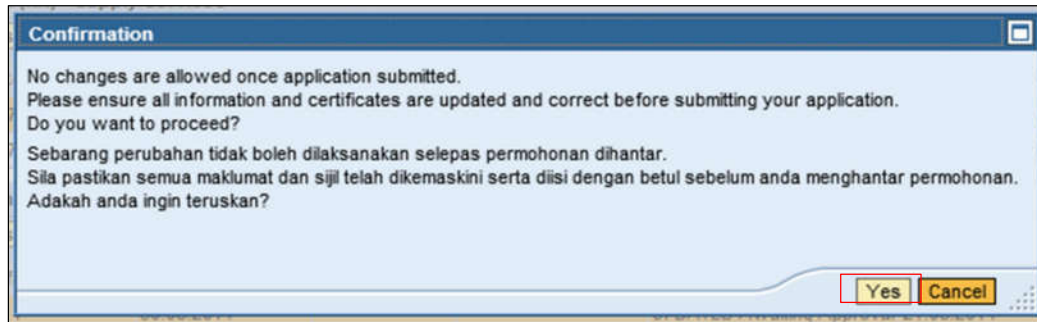 Confirmation
No changes are allowed once application submitted.
Please ensure all information and certificates are updated and correct before submitting your application.
Do you want to proceed?
Sebarang perubahan tidak boleh dilaksanakan selepas permohonan dihantar.
Sila pastikan semua maklumat dan sijil telah dikemaskini serta diisi dengan betul sebelum anda menghantar permohonan.
Adakah anda ingin teruskan?
Yes Cancel